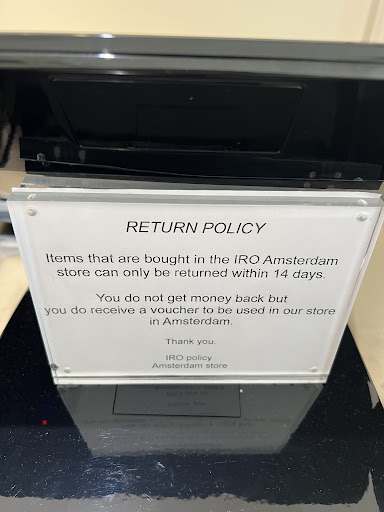 RETURN POLICY
Items that are bought in the IRO Amsterdam
store can only be returned within 14 days.
You do not get money back but
you do receive a voucher to be used in our store
in Amsterdam.
Thank you.
IRO policy
Amsterdam store